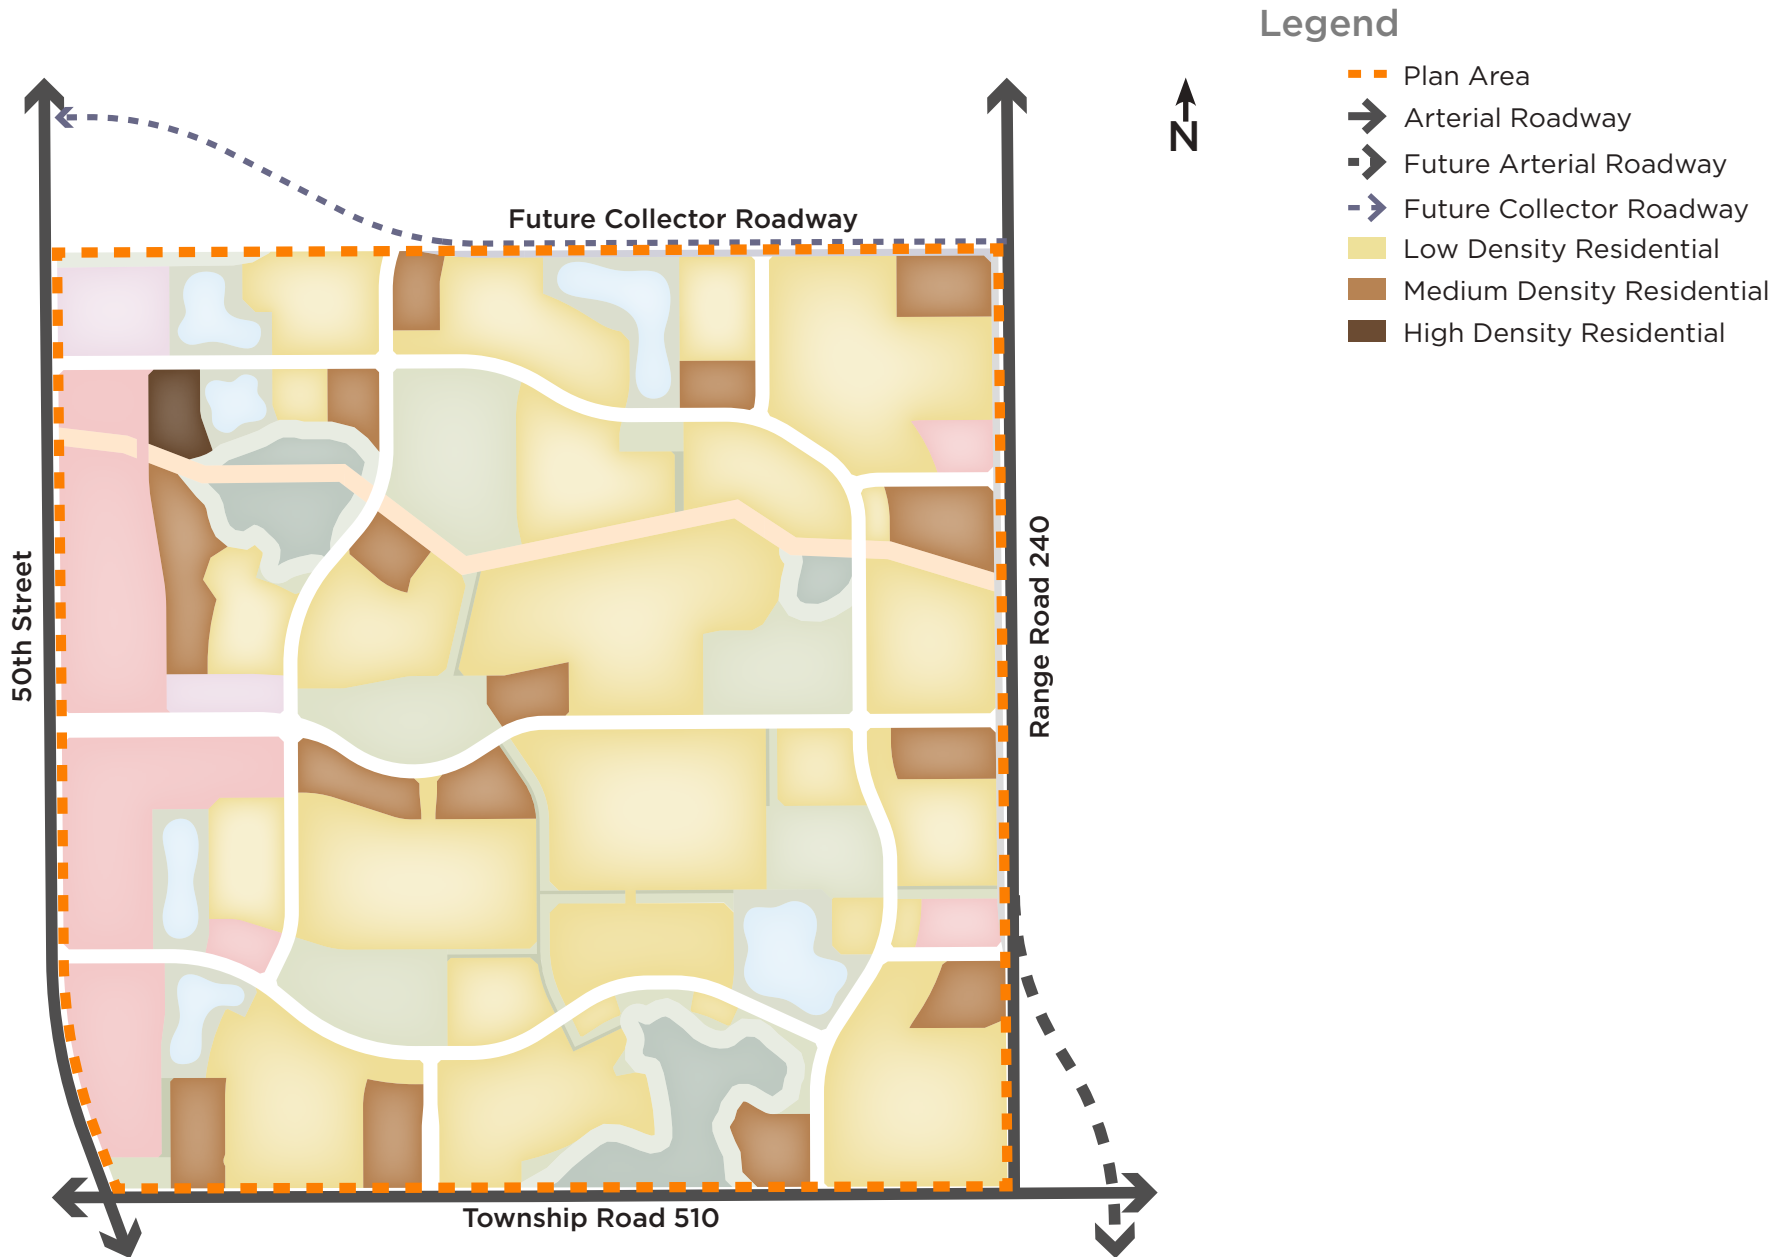 Legend
Plan Area
Arterial Roadway
N
Future Arterial Roadway
Future Collector Roadway
Future Collector Roadway
Low Density Residential
Medium Density Residential
High Density Residential
50th Street
Range Road 240
Township Road 510